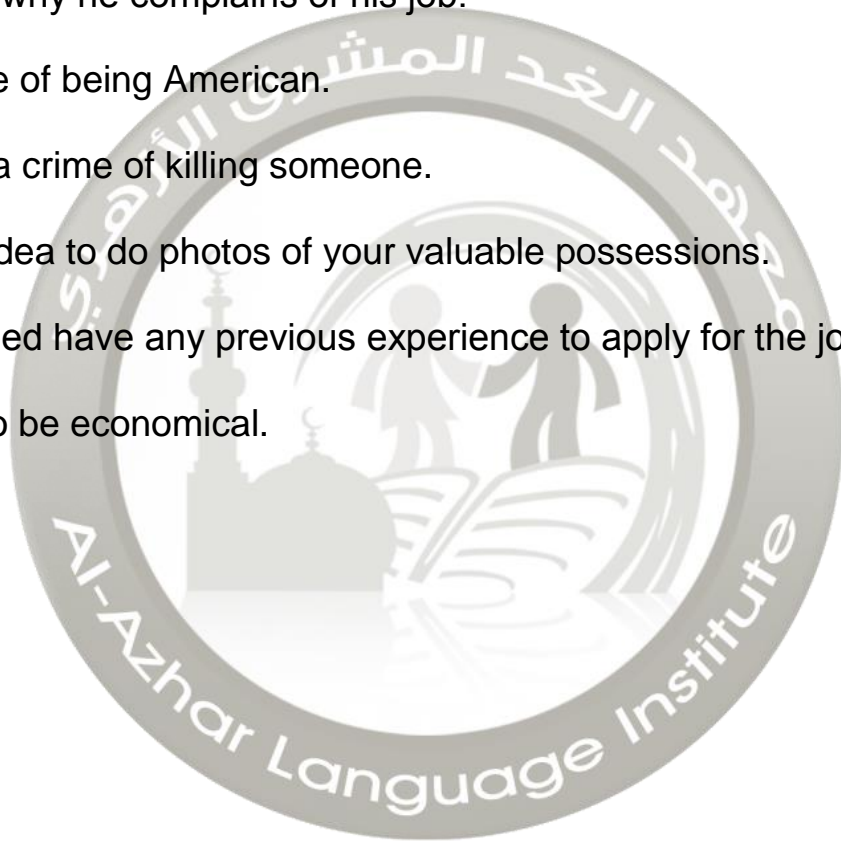 why he complains of his job.
e of being American.
a crime of killing someone.
dea to do photos of your valuable possessions.
ed have any previous experience to apply for the jo
o be economical.
معهد الغد المشرق الأزهري
Al-Azhar Language Institute